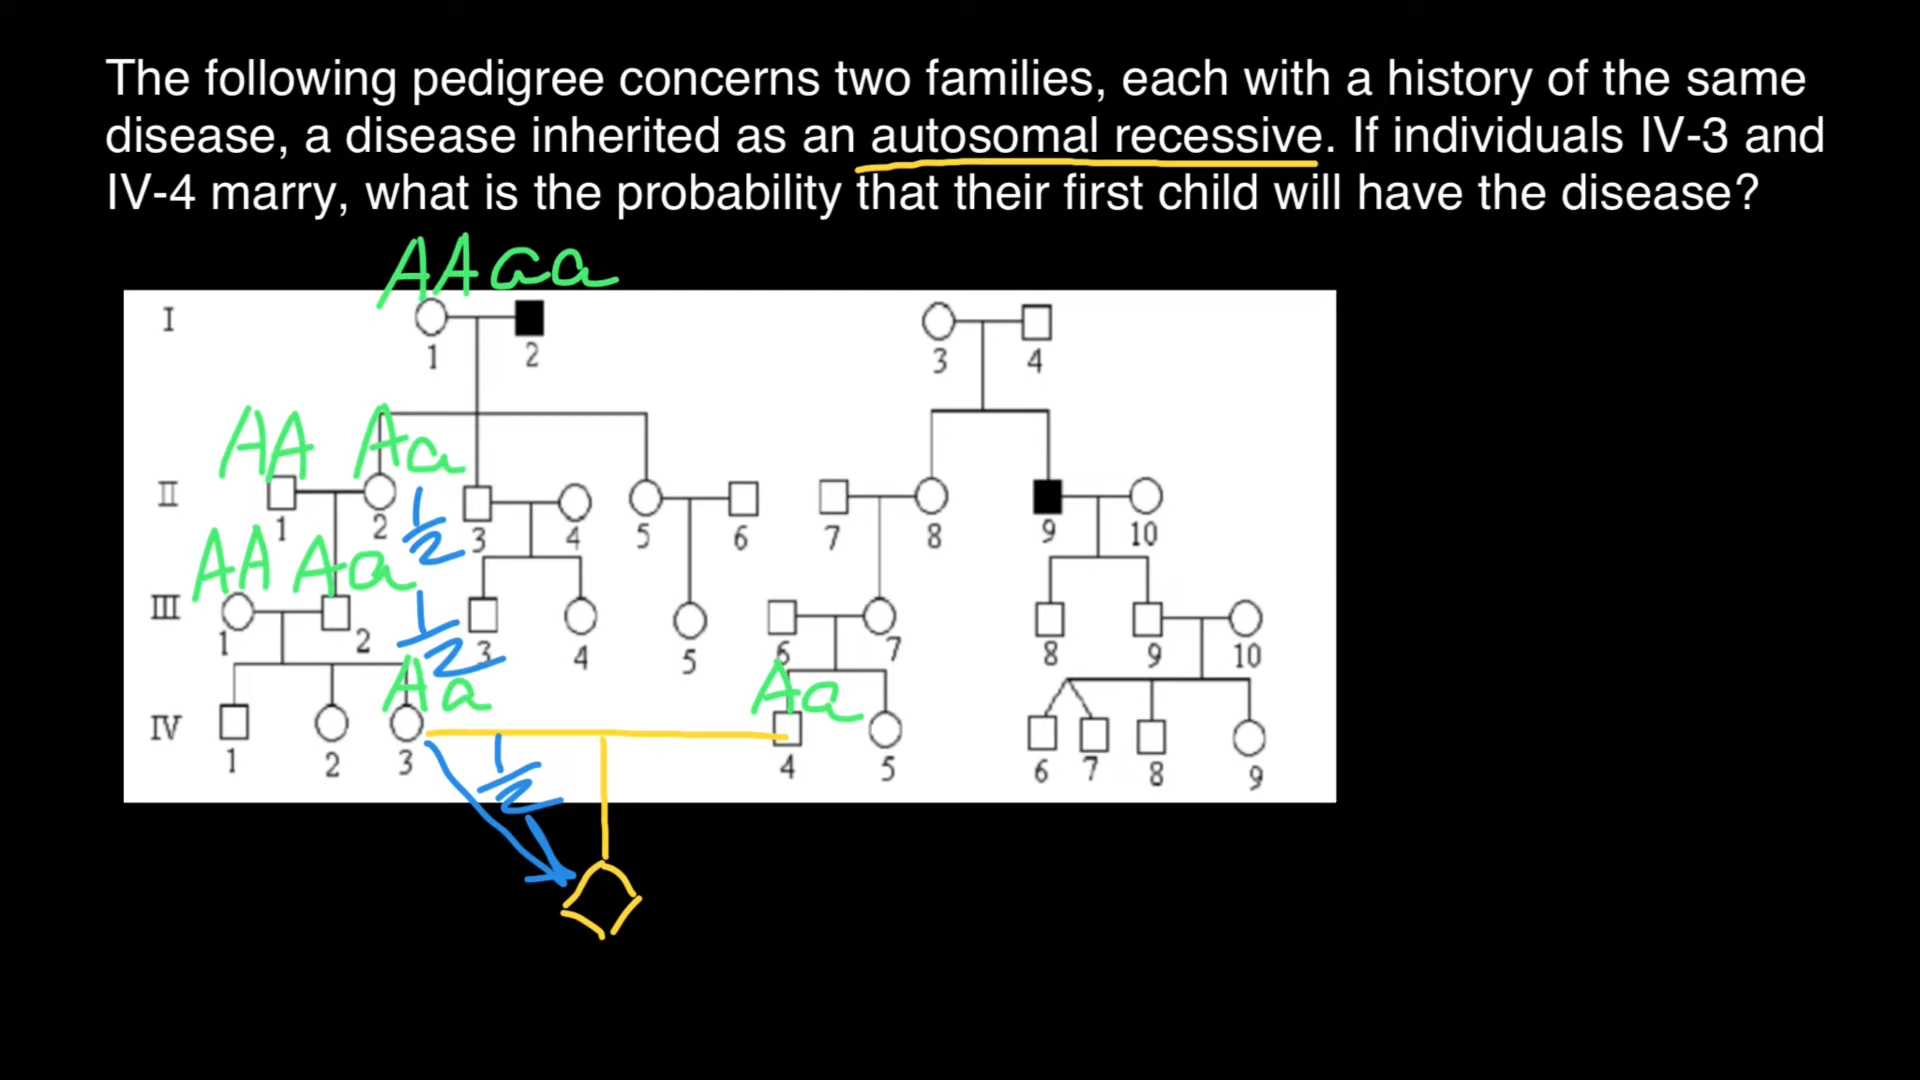 The following pedigree concerns two families, each with a history of the same
disease, a disease inherited as an autosomal recessive. If individuals IV-3 and
IV-4 marry, what is the probability that their first child will have the disease?
AA aa
I
1 2 3 4
AA Aa
II
1 2 1/2 3 4 5 6 7 8 9 10
AA Aa
III
1 2 1/2 3 4 5 6 7 8 9 10
Aa Aa
IV
1 2 3 4 5 6 7 8 9
1/2